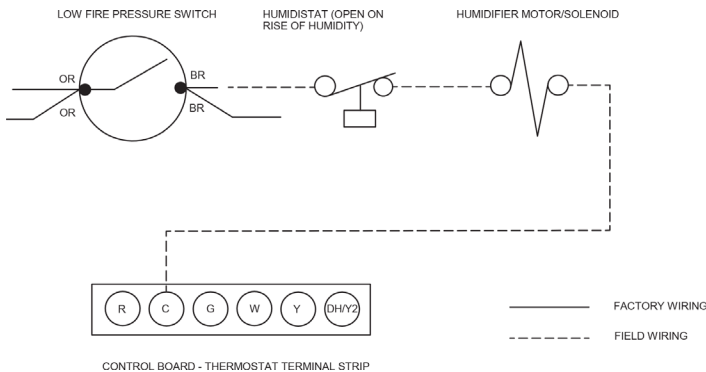 LOW FIRE PRESSURE SWITCH
HUMIDISTAT (OPEN ON
RISE OF HUMIDITY)
HUMIDIFIER MOTOR/SOLENOID
OR
BR
OR
BR
R
C
G
W
Y
DH/Y2
FACTORY WIRING
FIELD WIRING
CONTROL BOARD - THERMOSTAT TERMINAL STRIP